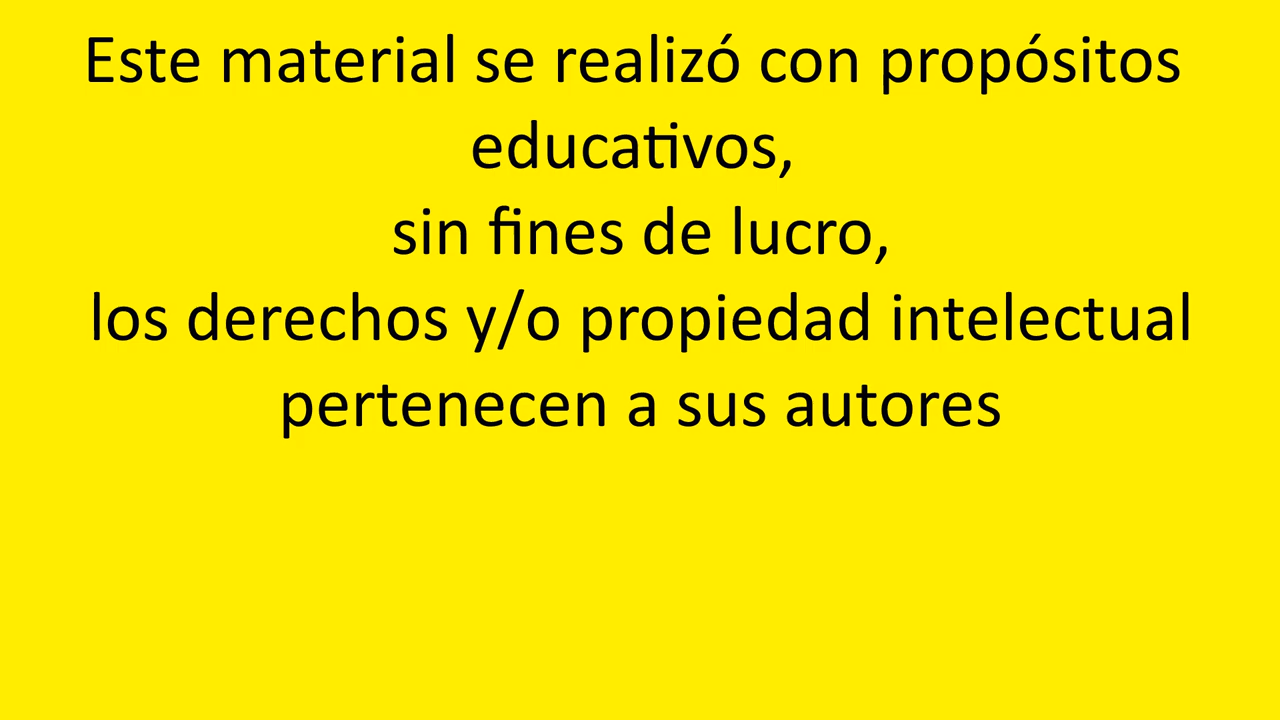 Este material se realizó con propósitos
educativos,
sin fines de lucro,
los derechos y/o propiedad intelectual
pertenecen a sus autores